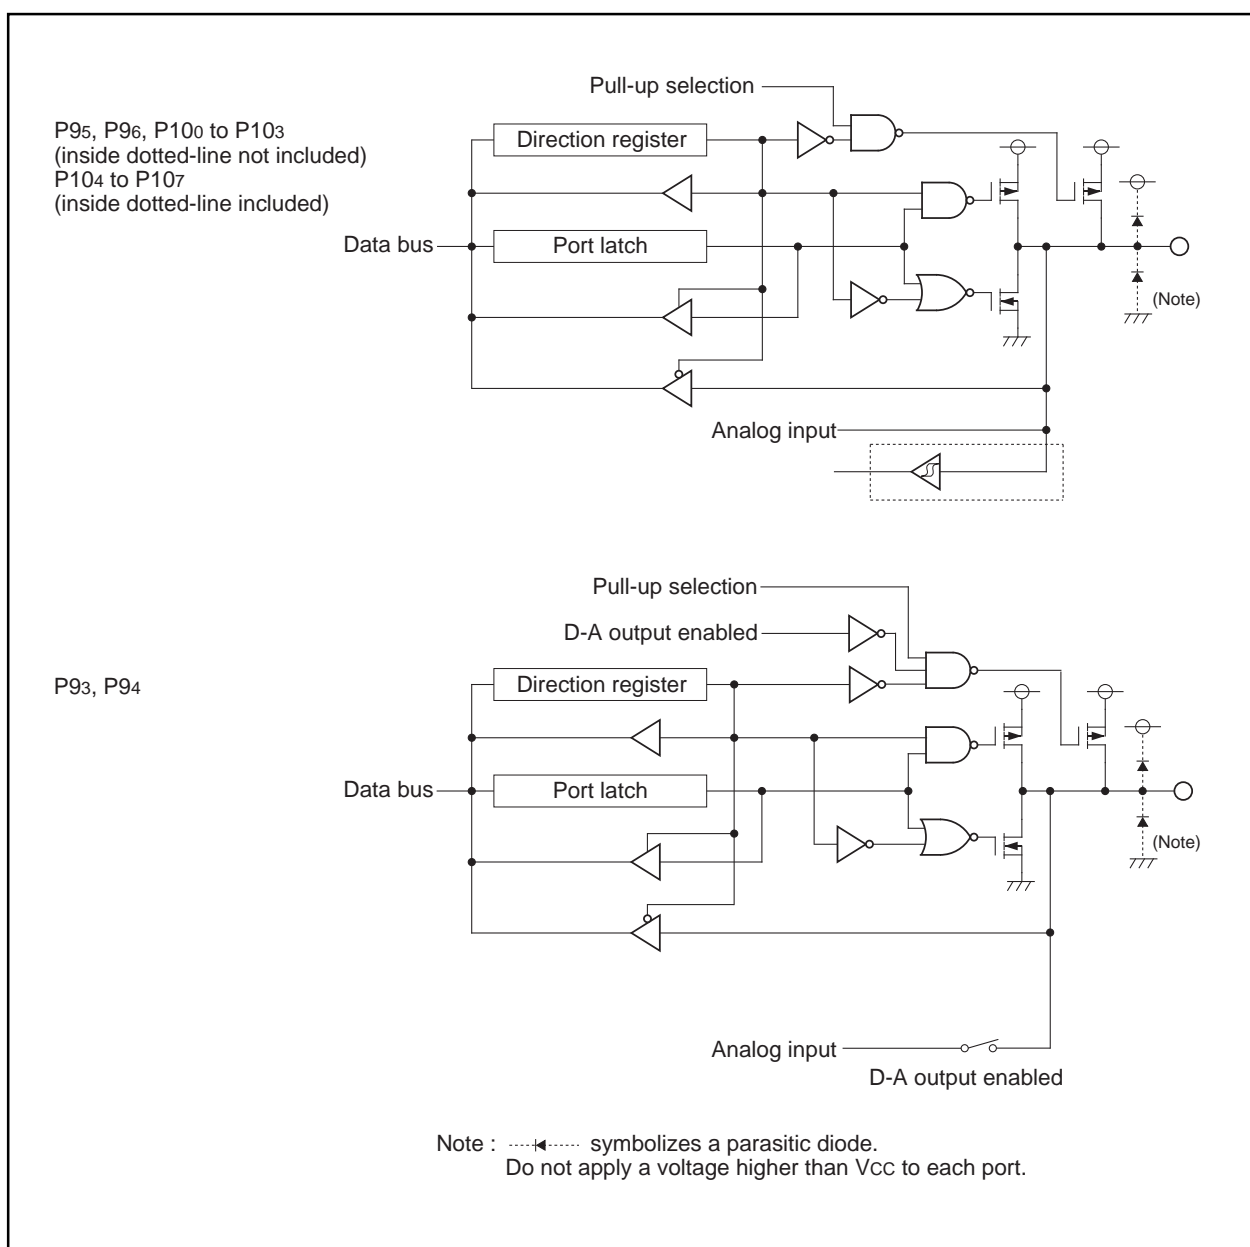 Pull-up selection
P95, P96, P100 to P103
(inside dotted-line not included)
P104 to P107
(inside dotted-line included)
Direction register
Data bus
Port latch
(Note)
Analog input
Pull-up selection
D-A output enabled
P93, P94
Direction register
Data bus
Port latch
(Note)
Analog input
D-A output enabled
Note : symbolizes a parasitic diode.
Do not apply a voltage higher than VCC to each port.